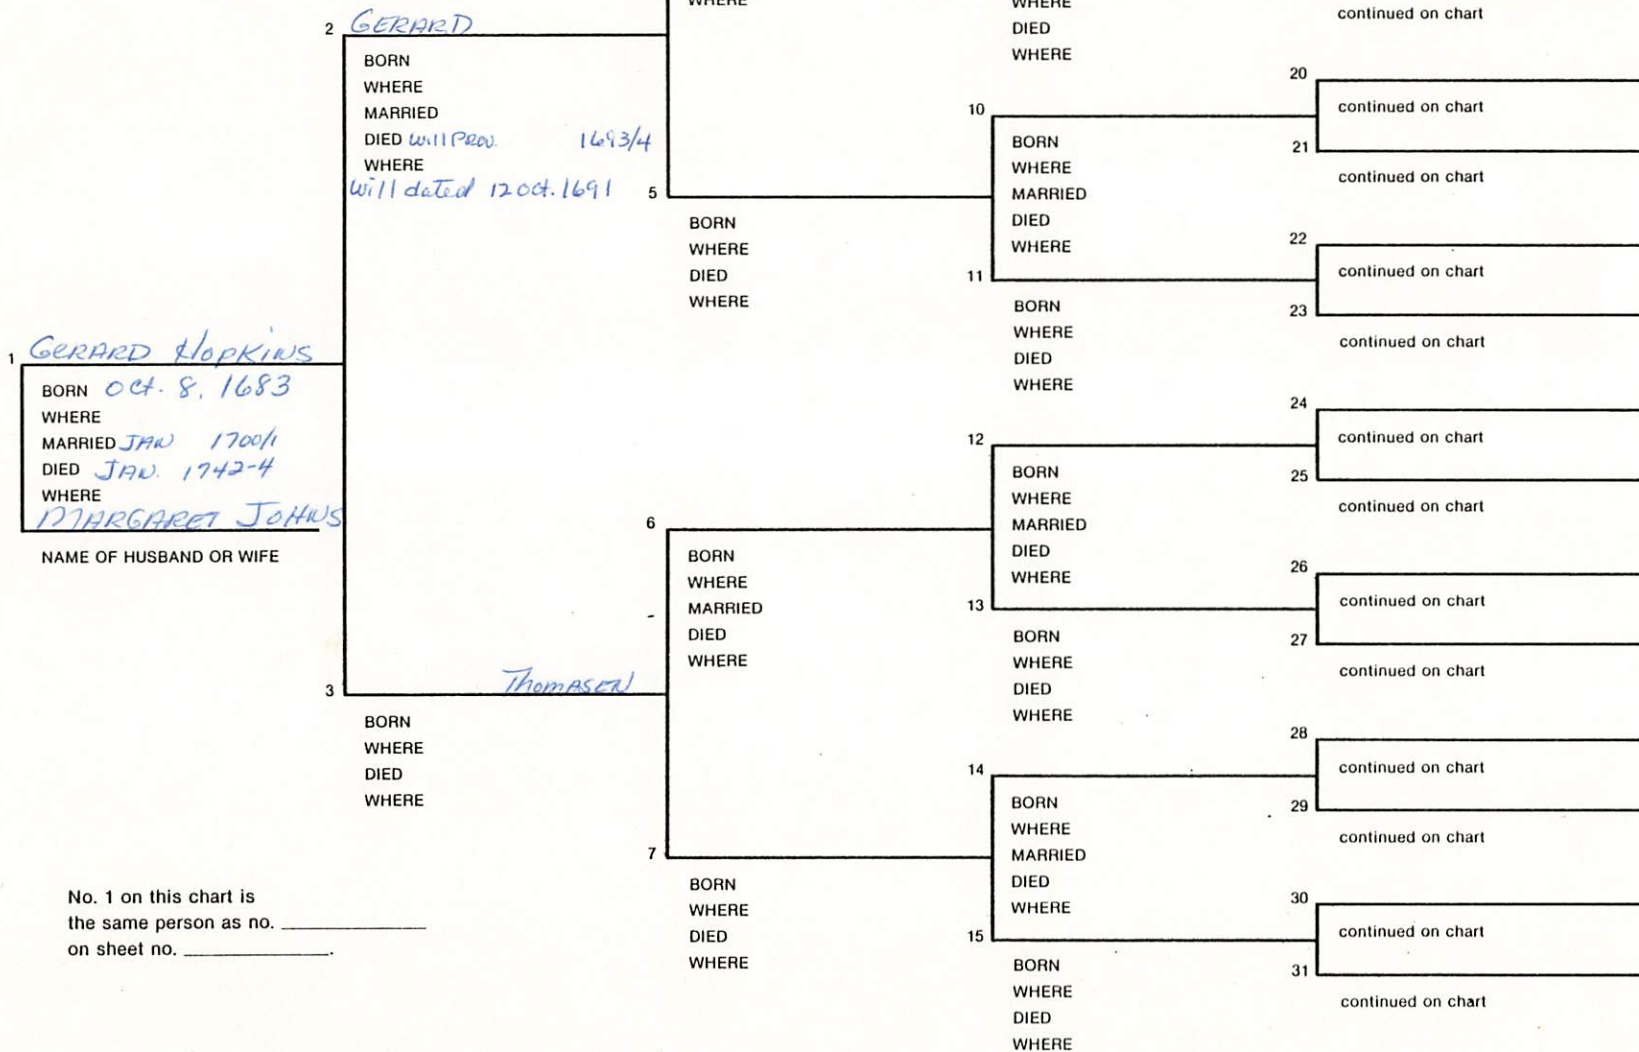 2 GERARD
BORN
WHERE
MARRIED
DIED Will Prov. 1693/4
WHERE
Will dated 12 Oct. 1691
1 GERARD HOPKINS
BORN Oct. 8, 1683
WHERE
MARRIED JAN 1700/1
DIED JAN. 1742-4
WHERE
MARGARET JOHNS
NAME OF HUSBAND OR WIFE
3 Thomasen
BORN
WHERE
DIED
WHERE
No. 1 on this chart is
the same person as no.
on sheet no. .
WHERE
5
BORN
WHERE
DIED
WHERE
6
BORN
WHERE
MARRIED
DIED
WHERE
7
BORN
WHERE
DIED
WHERE
WHERE
DIED
WHERE
10
BORN
WHERE
MARRIED
DIED
WHERE
11
BORN
WHERE
DIED
WHERE
12
BORN
WHERE
MARRIED
DIED
WHERE
13
BORN
WHERE
DIED
WHERE
14
BORN
WHERE
MARRIED
DIED
WHERE
15
BORN
WHERE
DIED
WHERE
continued on chart
20
continued on chart
21
continued on chart
22
continued on chart
23
continued on chart
24
continued on chart
25
continued on chart
26
continued on chart
27
continued on chart
28
continued on chart
29
continued on chart
30
continued on chart
31
continued on chart